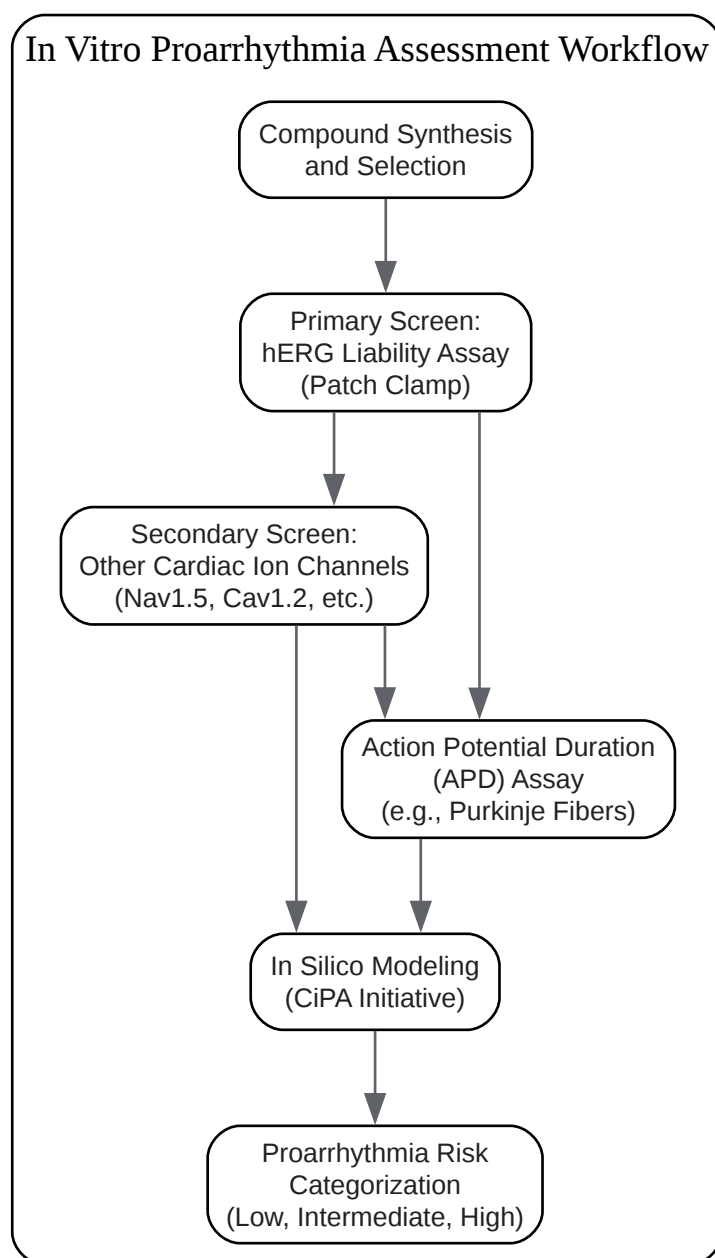 In Vitro Proarrhythmia Assessment Workflow
Compound Synthesis
and Selection
Primary Screen:
hERG Liability Assay
(Patch Clamp)
Secondary Screen:
Other Cardiac Ion Channels
(Nav1.5, Cav1.2, etc.)
Action Potential Duration
(APD) Assay
(e.g., Purkinje Fibers)
In Silico Modeling
(CiPA Initiative)
Proarrhythmia Risk
Categorization
(Low, Intermediate, High)